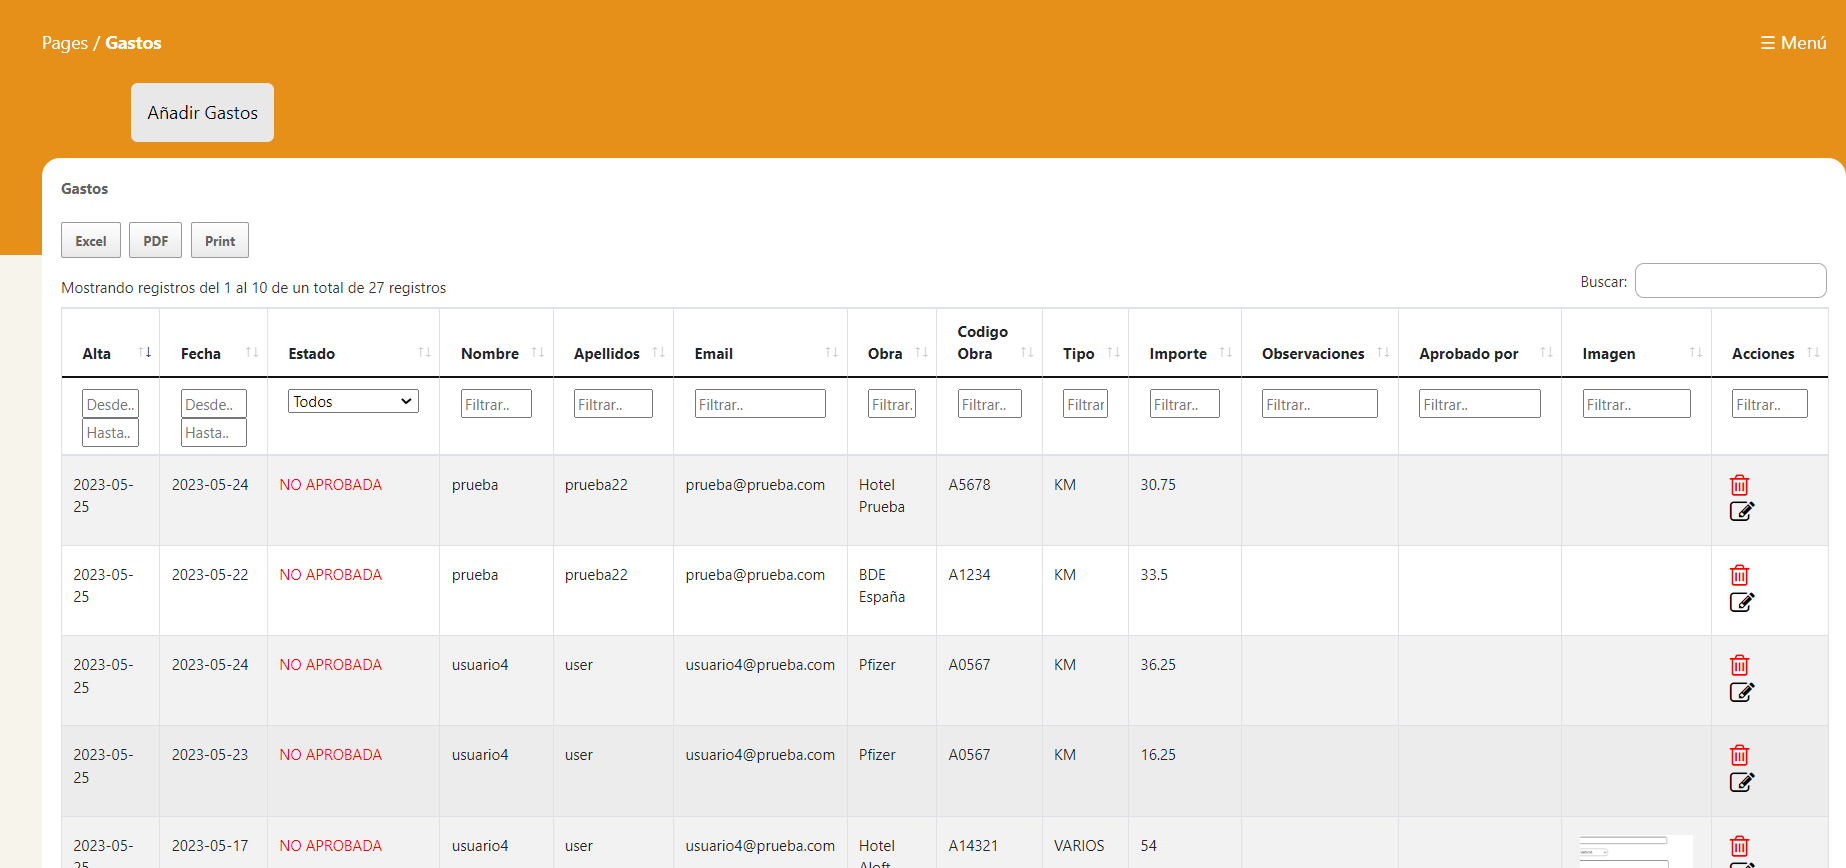 Pages / Gastos
☰ Menú
Añadir Gastos
Gastos
Excel PDF Print
Mostrando registros del 1 al 10 de un total de 27 registros
Buscar:
Alta Fecha Estado Nombre Apellidos Email Obra Codigo Obra Tipo Importe Observaciones Aprobado por Imagen Acciones
Desde.. Desde.. Todos Filtrar.. Filtrar.. Filtrar.. Filtrar. Filtrar.. Filtrar Filtrar.. Filtrar.. Filtrar.. Filtrar.. Filtrar..
Hasta.. Hasta..
2023-05- 2023-05-24 NO APROBADA prueba prueba22 prueba@prueba.com Hotel A5678 KM 30.75
25 Prueba
2023-05- 2023-05-22 NO APROBADA prueba prueba22 prueba@prueba.com BDE A1234 KM 33.5
25 España
2023-05- 2023-05-24 NO APROBADA usuario4 user usuario4@prueba.com Pfizer A0567 KM 36.25
25
2023-05- 2023-05-23 NO APROBADA usuario4 user usuario4@prueba.com Pfizer A0567 KM 16.25
25
2023-05- 2023-05-17 NO APROBADA usuario4 user usuario4@prueba.com Hotel A14321 VARIOS 54
25 Aloft